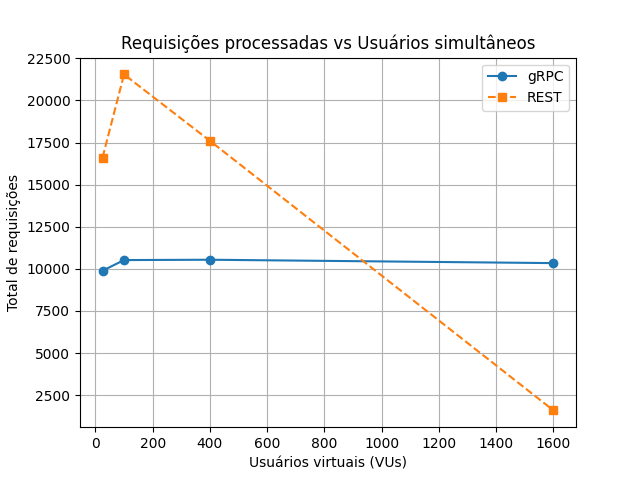 Requisições processadas vs Usuários simultâneos
gRPC
REST
22500
20000
17500
15000
12500
10000
7500
5000
2500
Total de requisições
0 200 400 600 800 1000 1200 1400 1600
Usuários virtuais (VUs)